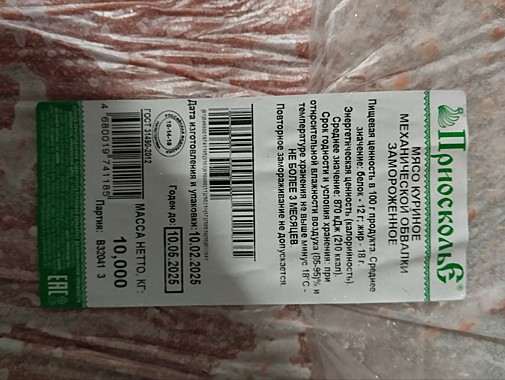 ПРИОСКОЛЬЕ®
МЯСО КУРИНОЕ
МЕХАНИЧЕСКОЙ ОБВАЛКИ
ЗАМОРОЖЕННОЕ
Пищевая ценность в 100 г продукта. Среднее
значение: белок - 12 г, жир - 18 г.
Энергетическая ценность (калорийность)
Среднее значение: 870 кДж (210 ккал)
Срок годности и условия хранения: при
относительной влажности воздуха (85-95)% и
температуре хранения не выше минус 18°С -
НЕ БОЛЕЕ 3 МЕСЯЦЕВ
Повторное замораживание не допускается.
Дата изготовления и упаковки: 10.02.2025
Годен до 10.05.2025
ГОСТ 31490-2012
МАССА НЕТТО, КГ:
10,000
4 680019 741185
Партия: В32041 3
ЕАС